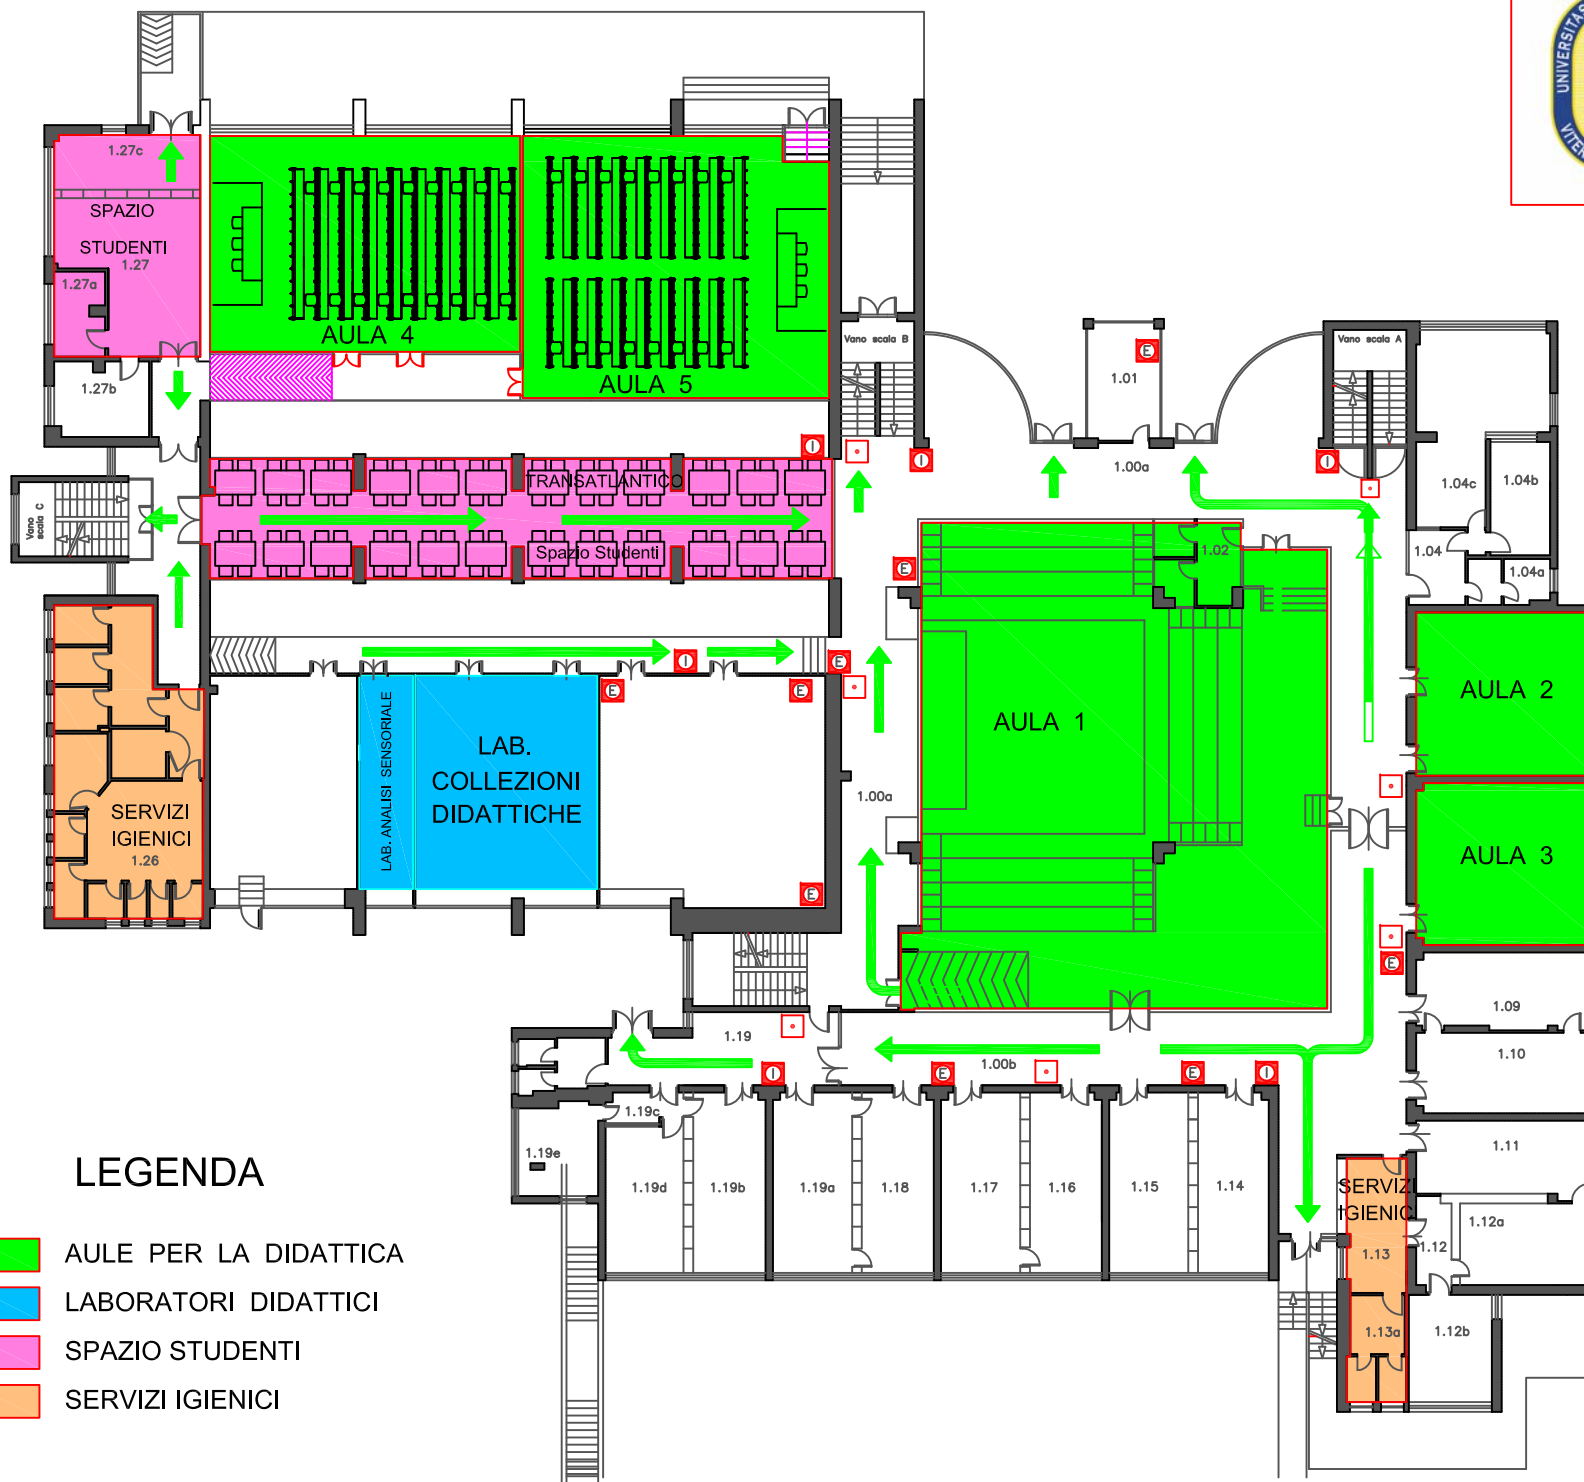 UNIVERSITAS
1.27c
SPAZIO
STUDENTI
1.27
1.27a
1.27b
AULA 4
AULA 5
Vano scala B
Vano scala A
1.01
E
1.00a
I
I
I
1.04c
1.04b
1.04
1.04a
TRANSATLANTICO
Spazio Studenti
Vano
scala C
1.02
E
I
E
E
E
AULA 1
AULA 2
AULA 3
LAB. ANALISI SENSORIALE
LAB.
COLLEZIONI
DIDATTICHE
1.00a
SERVIZI
IGIENICI
1.26
E
E
1.09
1.10
1.19
1.00b
I
E
E
I
1.19c
1.19e
1.19d
1.19b
1.19a
1.18
1.17
1.16
1.15
1.14
1.11
SERVIZI
IGIENIC
1.13
1.12
1.12a
1.13a
1.12b
LEGENDA
AULE PER LA DIDATTICA
LABORATORI DIDATTICI
SPAZIO STUDENTI
SERVIZI IGIENICI